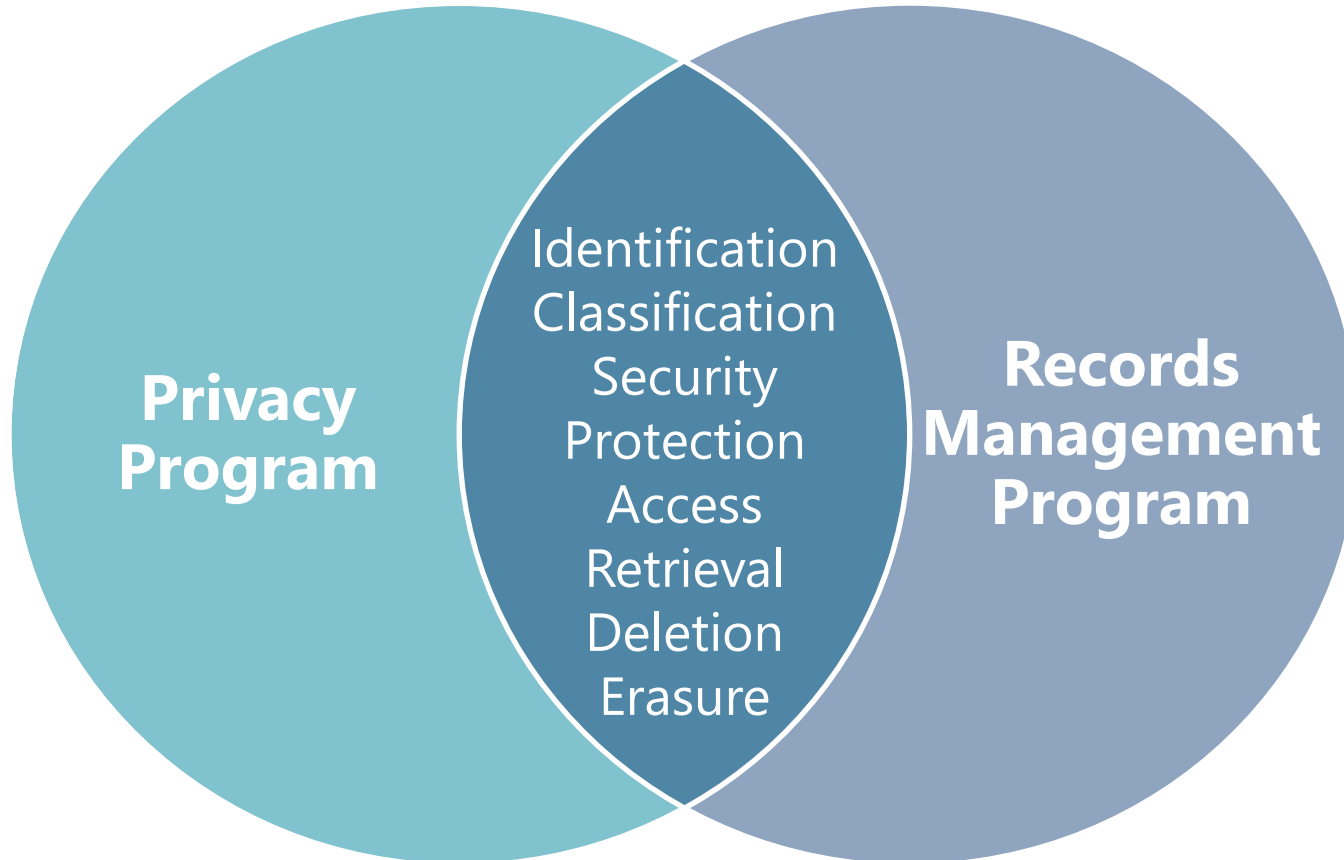 Privacy
Program
Identification
Classification
Security
Protection
Access
Retrieval
Deletion
Erasure
Records
Management
Program